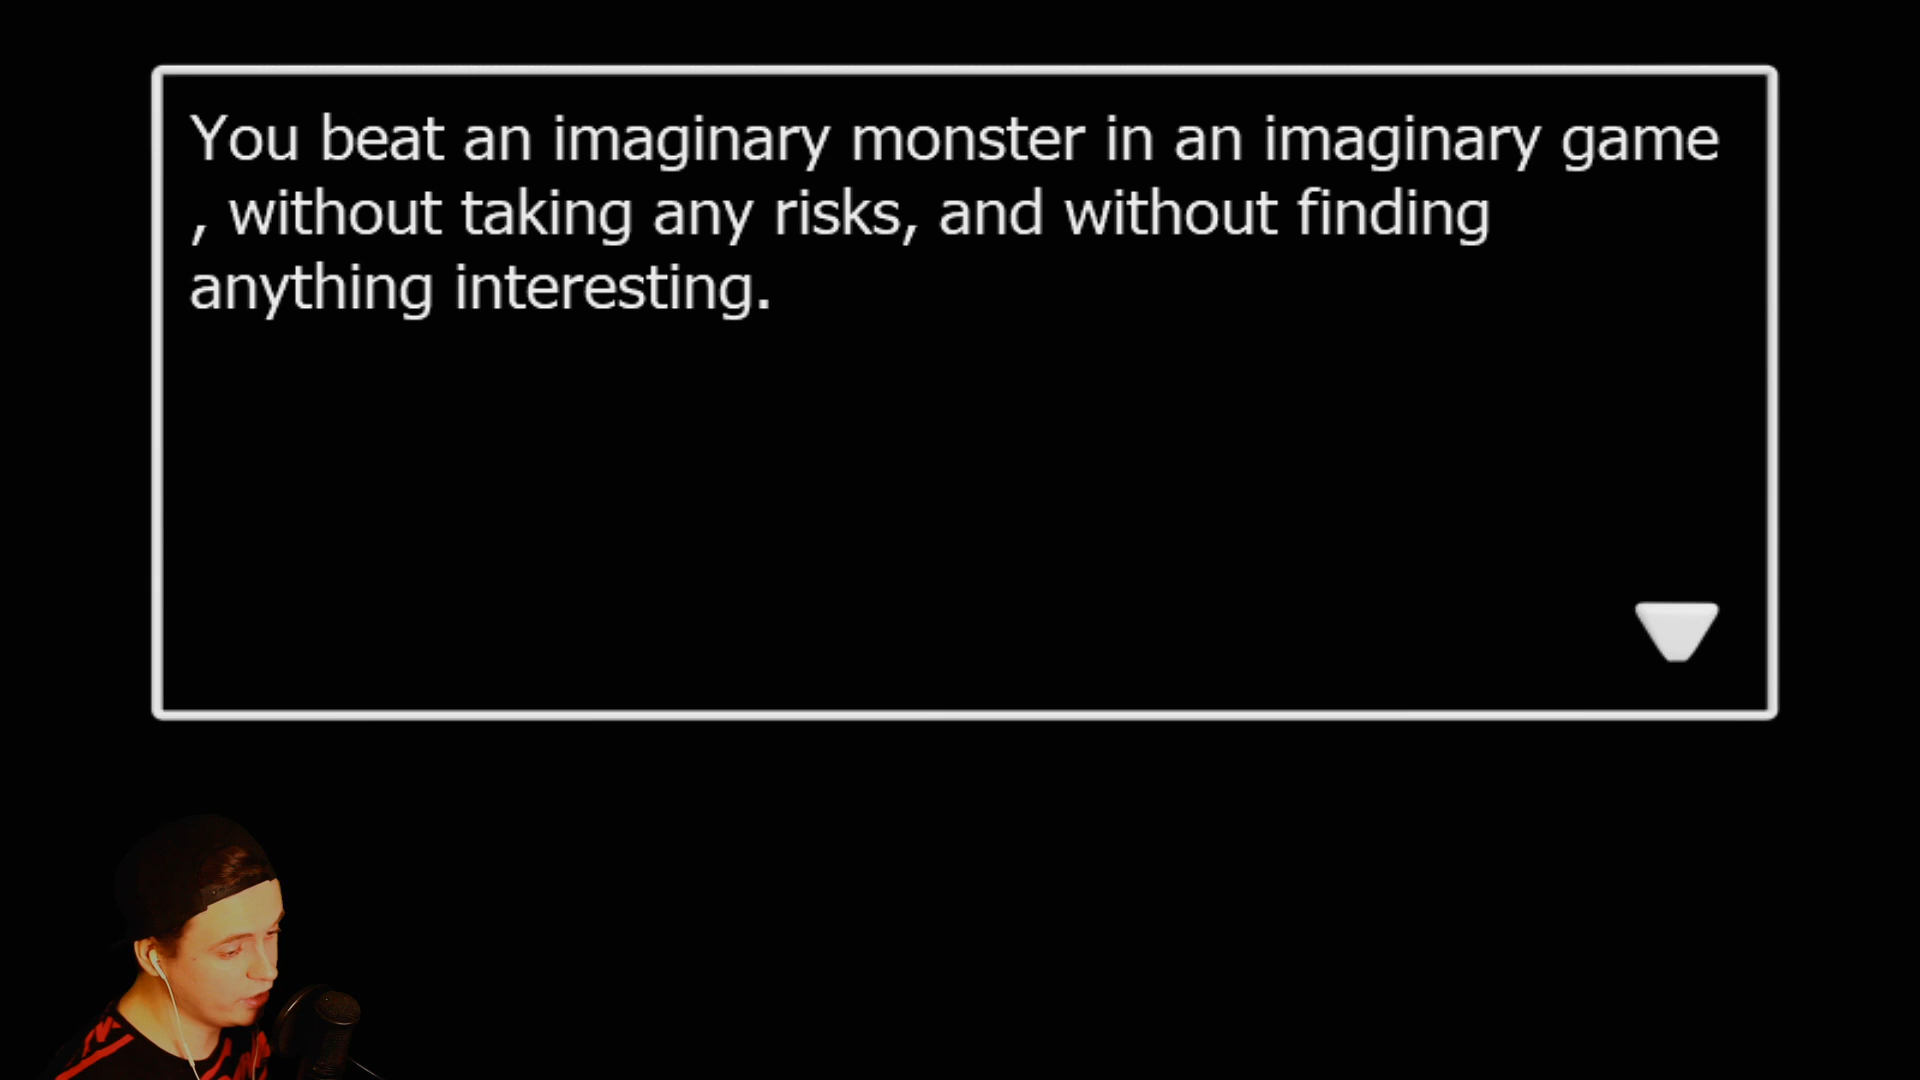 You beat an imaginary monster in an imaginary game
, without taking any risks, and without finding
anything interesting.